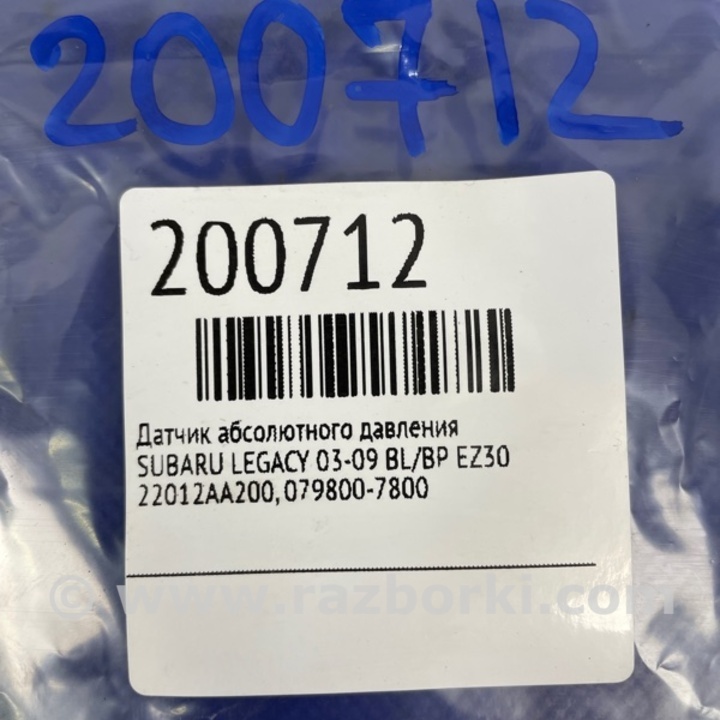 200712
200712
Датчик абсолютного давления
SUBARU LEGACY 03-09 BL/BP EZ30
22012AA200, 079800-7800
© www.razborki.com